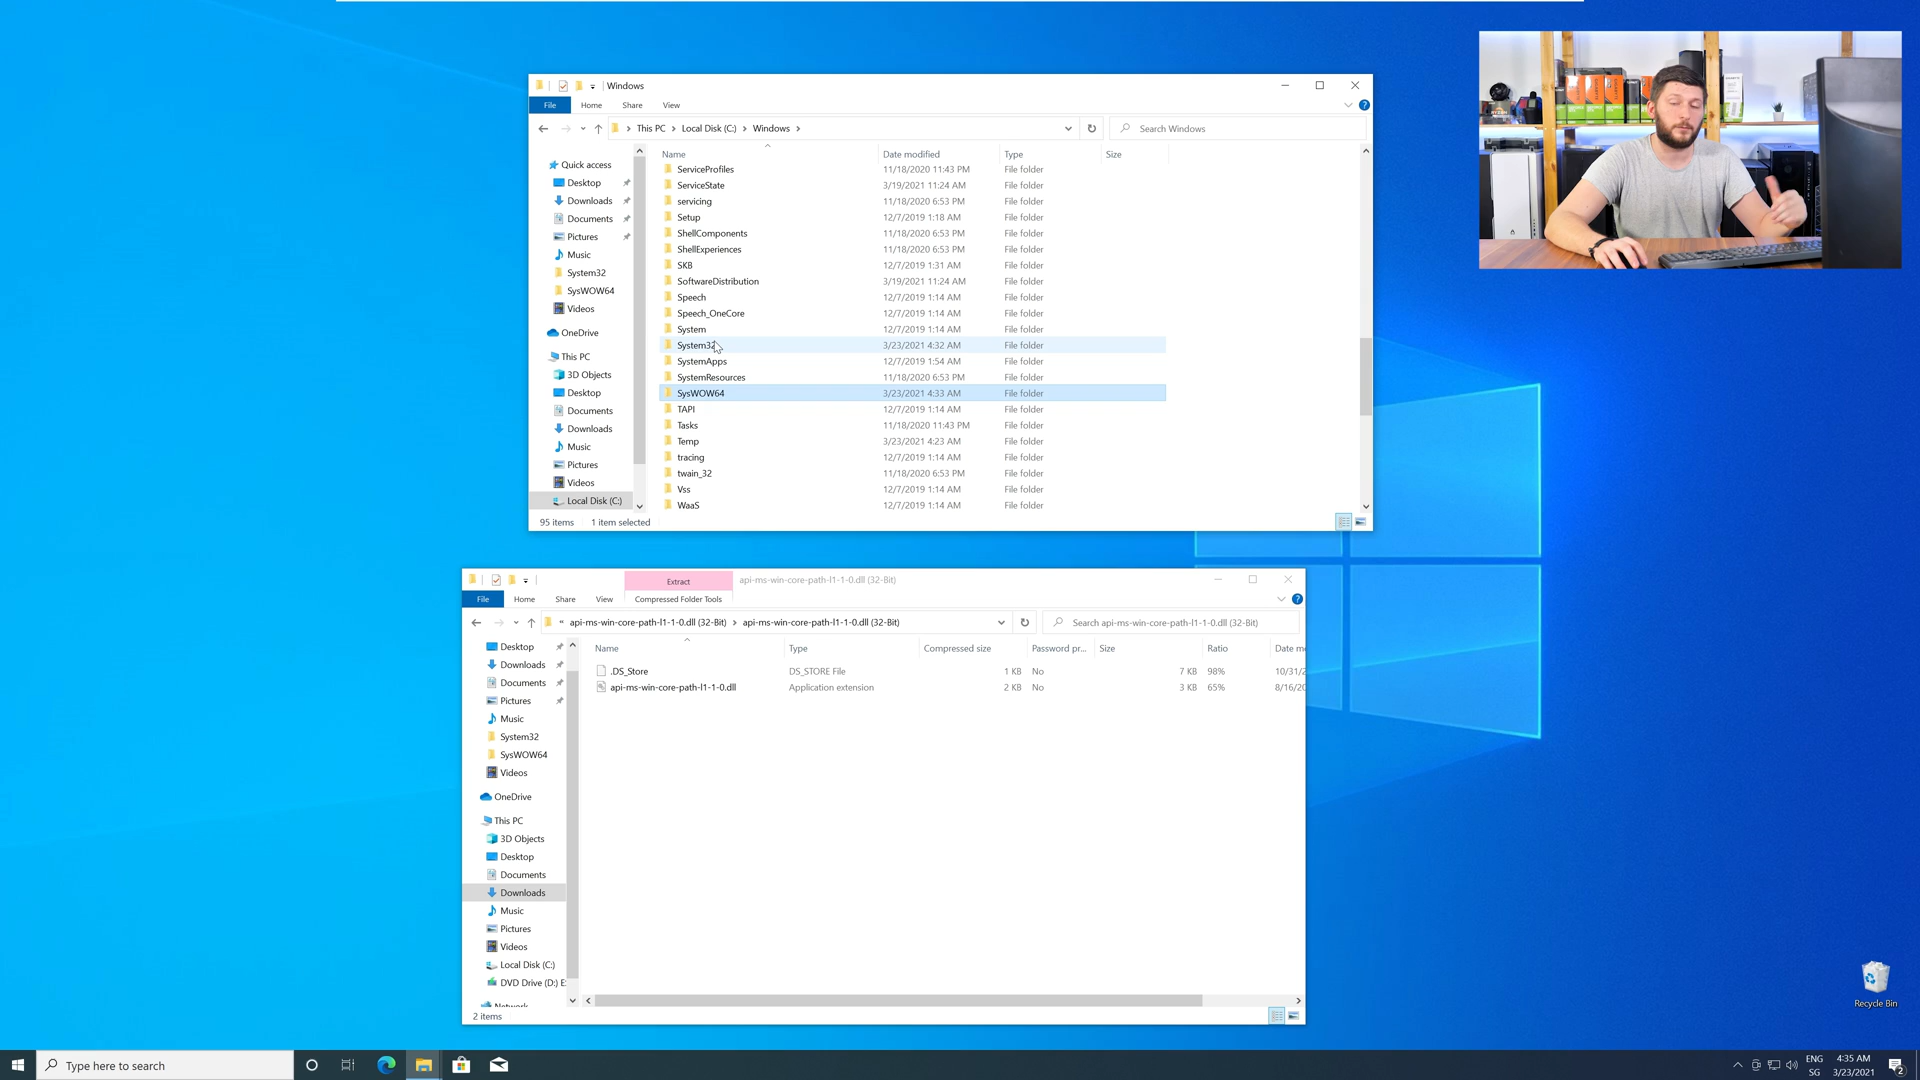 Windows
File Home Share View
This PC Local Disk (C:) Windows
Search Windows
Name Date modified Type Size
Quick access
Desktop
Downloads
Documents
Pictures
Music
System32
SysWOW64
Videos
OneDrive
This PC
3D Objects
Desktop
Documents
Downloads
Music
Pictures
Videos
Local Disk (C:)
ServiceProfiles 11/18/2020 11:43 PM File folder
ServiceState 3/19/2021 11:24 AM File folder
servicing 11/18/2020 6:53 PM File folder
Setup 12/7/2019 1:18 AM File folder
ShellComponents 11/18/2020 6:53 PM File folder
ShellExperiences 11/18/2020 6:53 PM File folder
SKB 12/7/2019 1:31 AM File folder
SoftwareDistribution 3/19/2021 11:24 AM File folder
Speech 12/7/2019 1:14 AM File folder
Speech_OneCore 12/7/2019 1:14 AM File folder
System 12/7/2019 1:14 AM File folder
System32 3/23/2021 4:32 AM File folder
SystemApps 12/7/2019 1:54 AM File folder
SystemResources 11/18/2020 6:53 PM File folder
SysWOW64 3/23/2021 4:33 AM File folder
TAPI 12/7/2019 1:14 AM File folder
Tasks 11/18/2020 11:43 PM File folder
Temp 3/23/2021 4:23 AM File folder
tracing 12/7/2019 1:14 AM File folder
twain_32 11/18/2020 6:53 PM File folder
Vss 12/7/2019 1:14 AM File folder
WaaS 12/7/2019 1:14 AM File folder
95 items 1 item selected
Extract
api-ms-win-core-path-l1-1-0.dll (32-Bit)
File Home Share View Compressed Folder Tools
« api-ms-win-core-path-l1-1-0.dll (32-Bit) api-ms-win-core-path-l1-1-0.dll (32-Bit)
Search api-ms-win-core-path-l1-1-0.dll (32-Bit)
Name Type Compressed size Password pr... Size Ratio Date m
.DS_Store DS_STORE File 1 KB No 7 KB 98% 10/31/2
api-ms-win-core-path-l1-1-0.dll Application extension 2 KB No 3 KB 65% 8/16/20
Desktop
Downloads
Documents
Pictures
Music
System32
SysWOW64
Videos
OneDrive
This PC
3D Objects
Desktop
Documents
Downloads
Music
Pictures
Videos
Local Disk (C:)
DVD Drive (D:) E
Network
2 items
Recycle Bin
Type here to search
ENG
SG
4:35 AM
3/23/2021
2